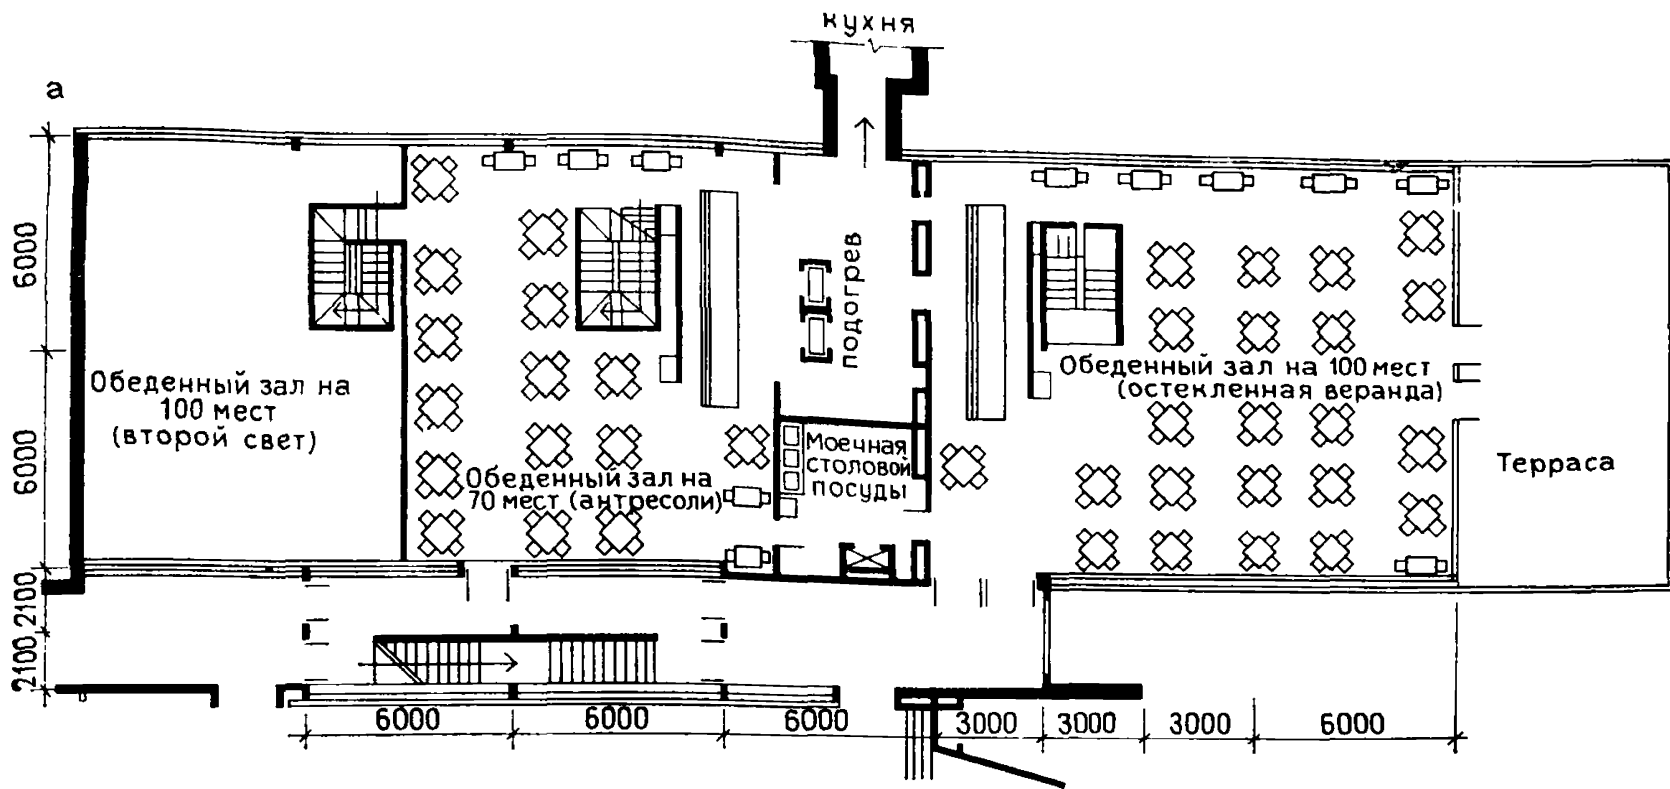 кухня
а
6000
подогрев
Обеденный зал на
100 мест
(второй свет)
Обеденный зал на 100 мест
(остекленная веранда)
6000
Моечная
столовой
посуды
Обеденный зал на
70 мест (антресоли)
Терраса
2100
2100
6000
6000
6000
3000
3000
3000
6000